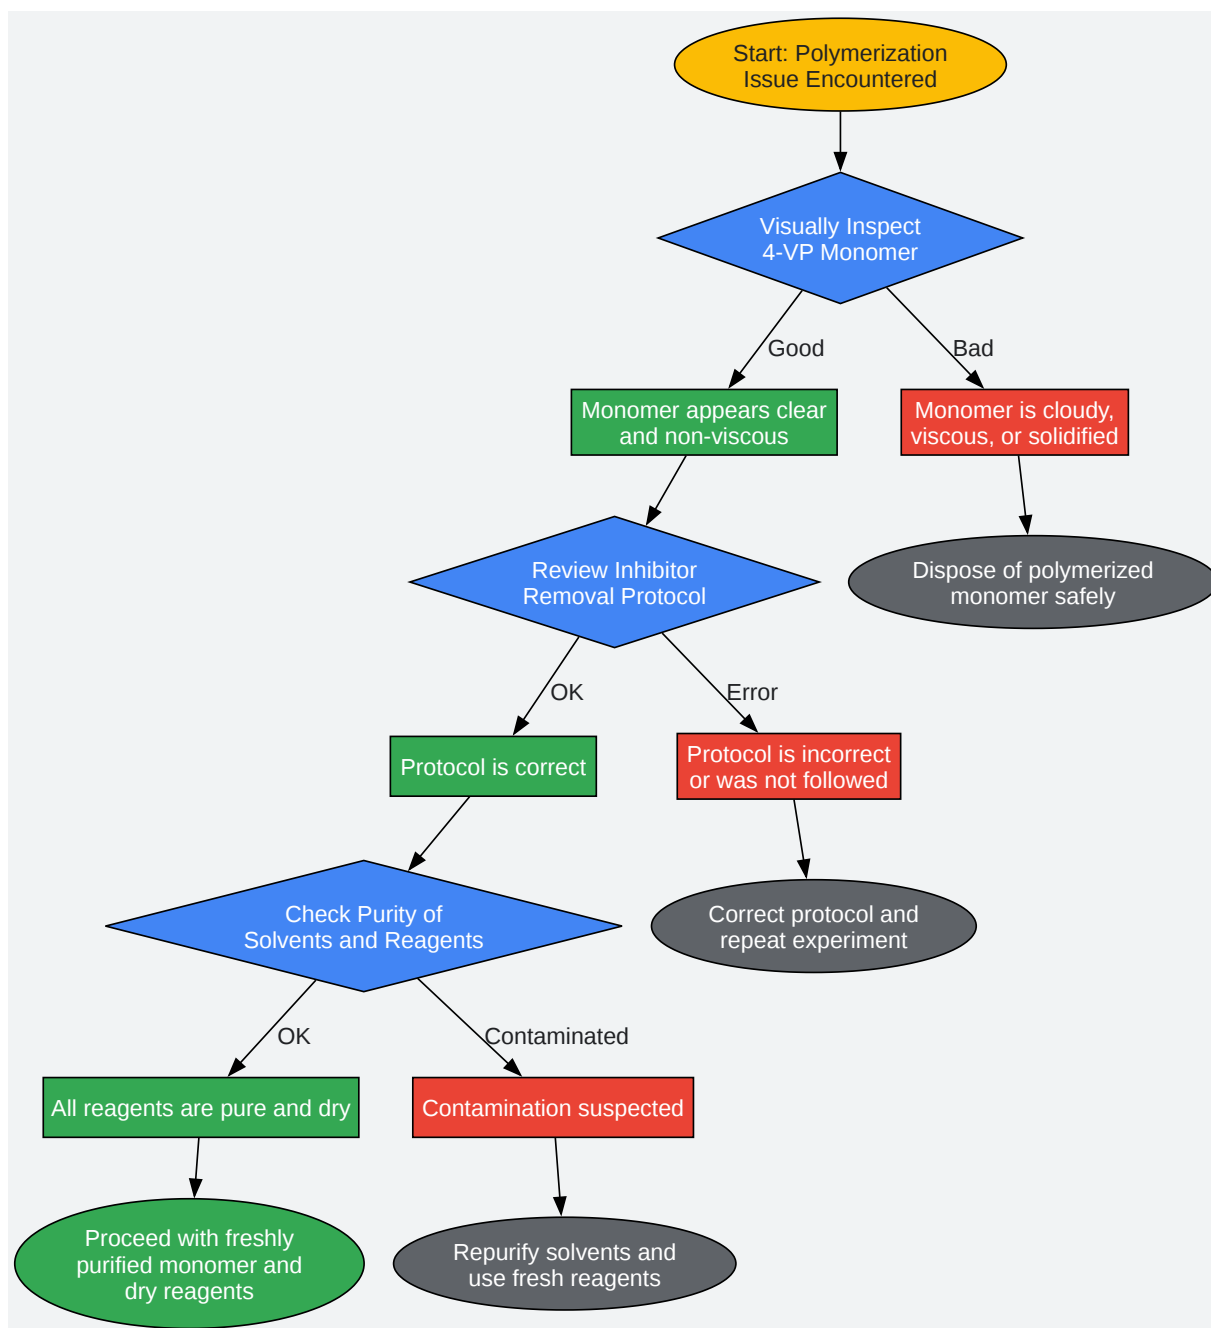 Start: Polymerization
Issue Encountered
Visually Inspect
4-VP Monomer
Good
Bad
Monomer appears clear
and non-viscous
Monomer is cloudy,
viscous, or solidified
Review Inhibitor
Removal Protocol
Dispose of polymerized
monomer safely
OK
Error
Protocol is correct
Protocol is incorrect
or was not followed
Check Purity of
Solvents and Reagents
Correct protocol and
repeat experiment
OK
Contaminated
All reagents are pure and dry
Contamination suspected
Proceed with freshly
purified monomer and
dry reagents
Repurify solvents and
use fresh reagents